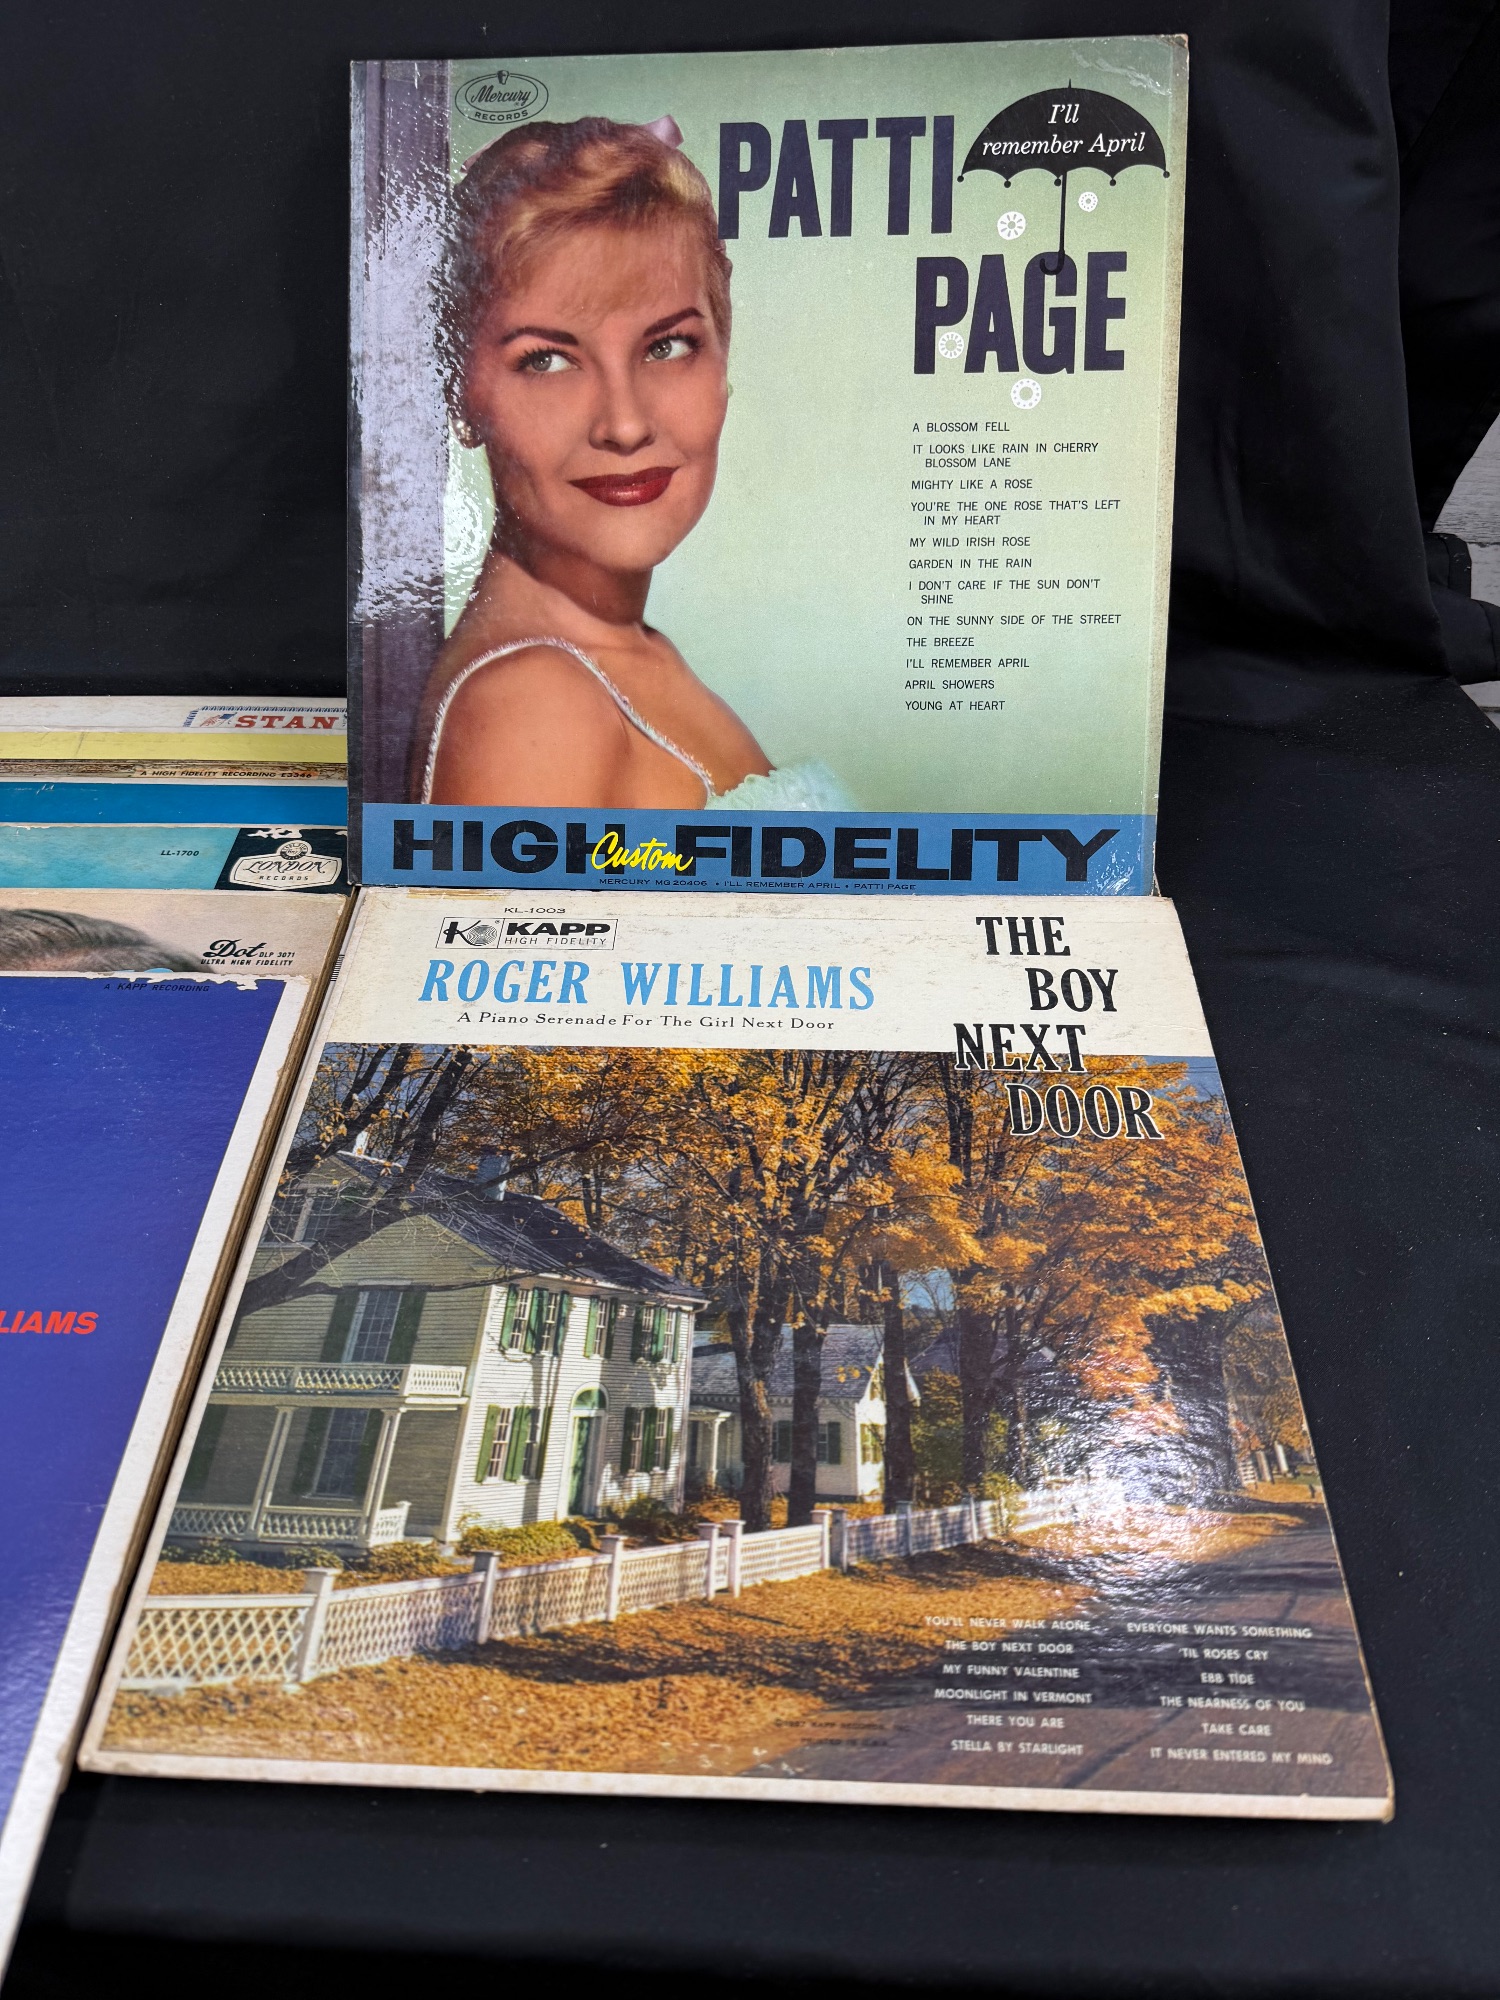 Mercury
RECORDS
PATTI
PAGE
I'll
remember April
A BLOSSOM FELL
IT LOOKS LIKE RAIN IN CHERRY
BLOSSOM LANE
MIGHTY LIKE A ROSE
YOU'RE THE ONE ROSE THAT'S LEFT
IN MY HEART
MY WILD IRISH ROSE
GARDEN IN THE RAIN
I DON'T CARE IF THE SUN DON'T
SHINE
ON THE SUNNY SIDE OF THE STREET
THE BREEZE
I'LL REMEMBER APRIL
APRIL SHOWERS
YOUNG AT HEART
HIGH Custom FIDELITY
MERCURY MG 20406 • I'LL REMEMBER APRIL • PATTI PAGE
STAN
A HIGH FIDELITY RECORDING E3346
LL-1700
LONDON
RECORDS
Dot DLP 3071
ULTRA HIGH FIDELITY
A KAPP RECORDING
LIAMS
KL-1003
K KAPP
HIGH FIDELITY
ROGER WILLIAMS
A Piano Serenade For The Girl Next Door
THE
BOY
NEXT
DOOR
YOU'LL NEVER WALK ALONE
THE BOY NEXT DOOR
MY FUNNY VALENTINE
MOONLIGHT IN VERMONT
THERE YOU ARE
STELLA BY STARLIGHT
EVERYONE WANTS SOMETHING
'TIL ROSES CRY
EBB TIDE
THE NEARNESS OF YOU
TAKE CARE
IT NEVER ENTERED MY MIND